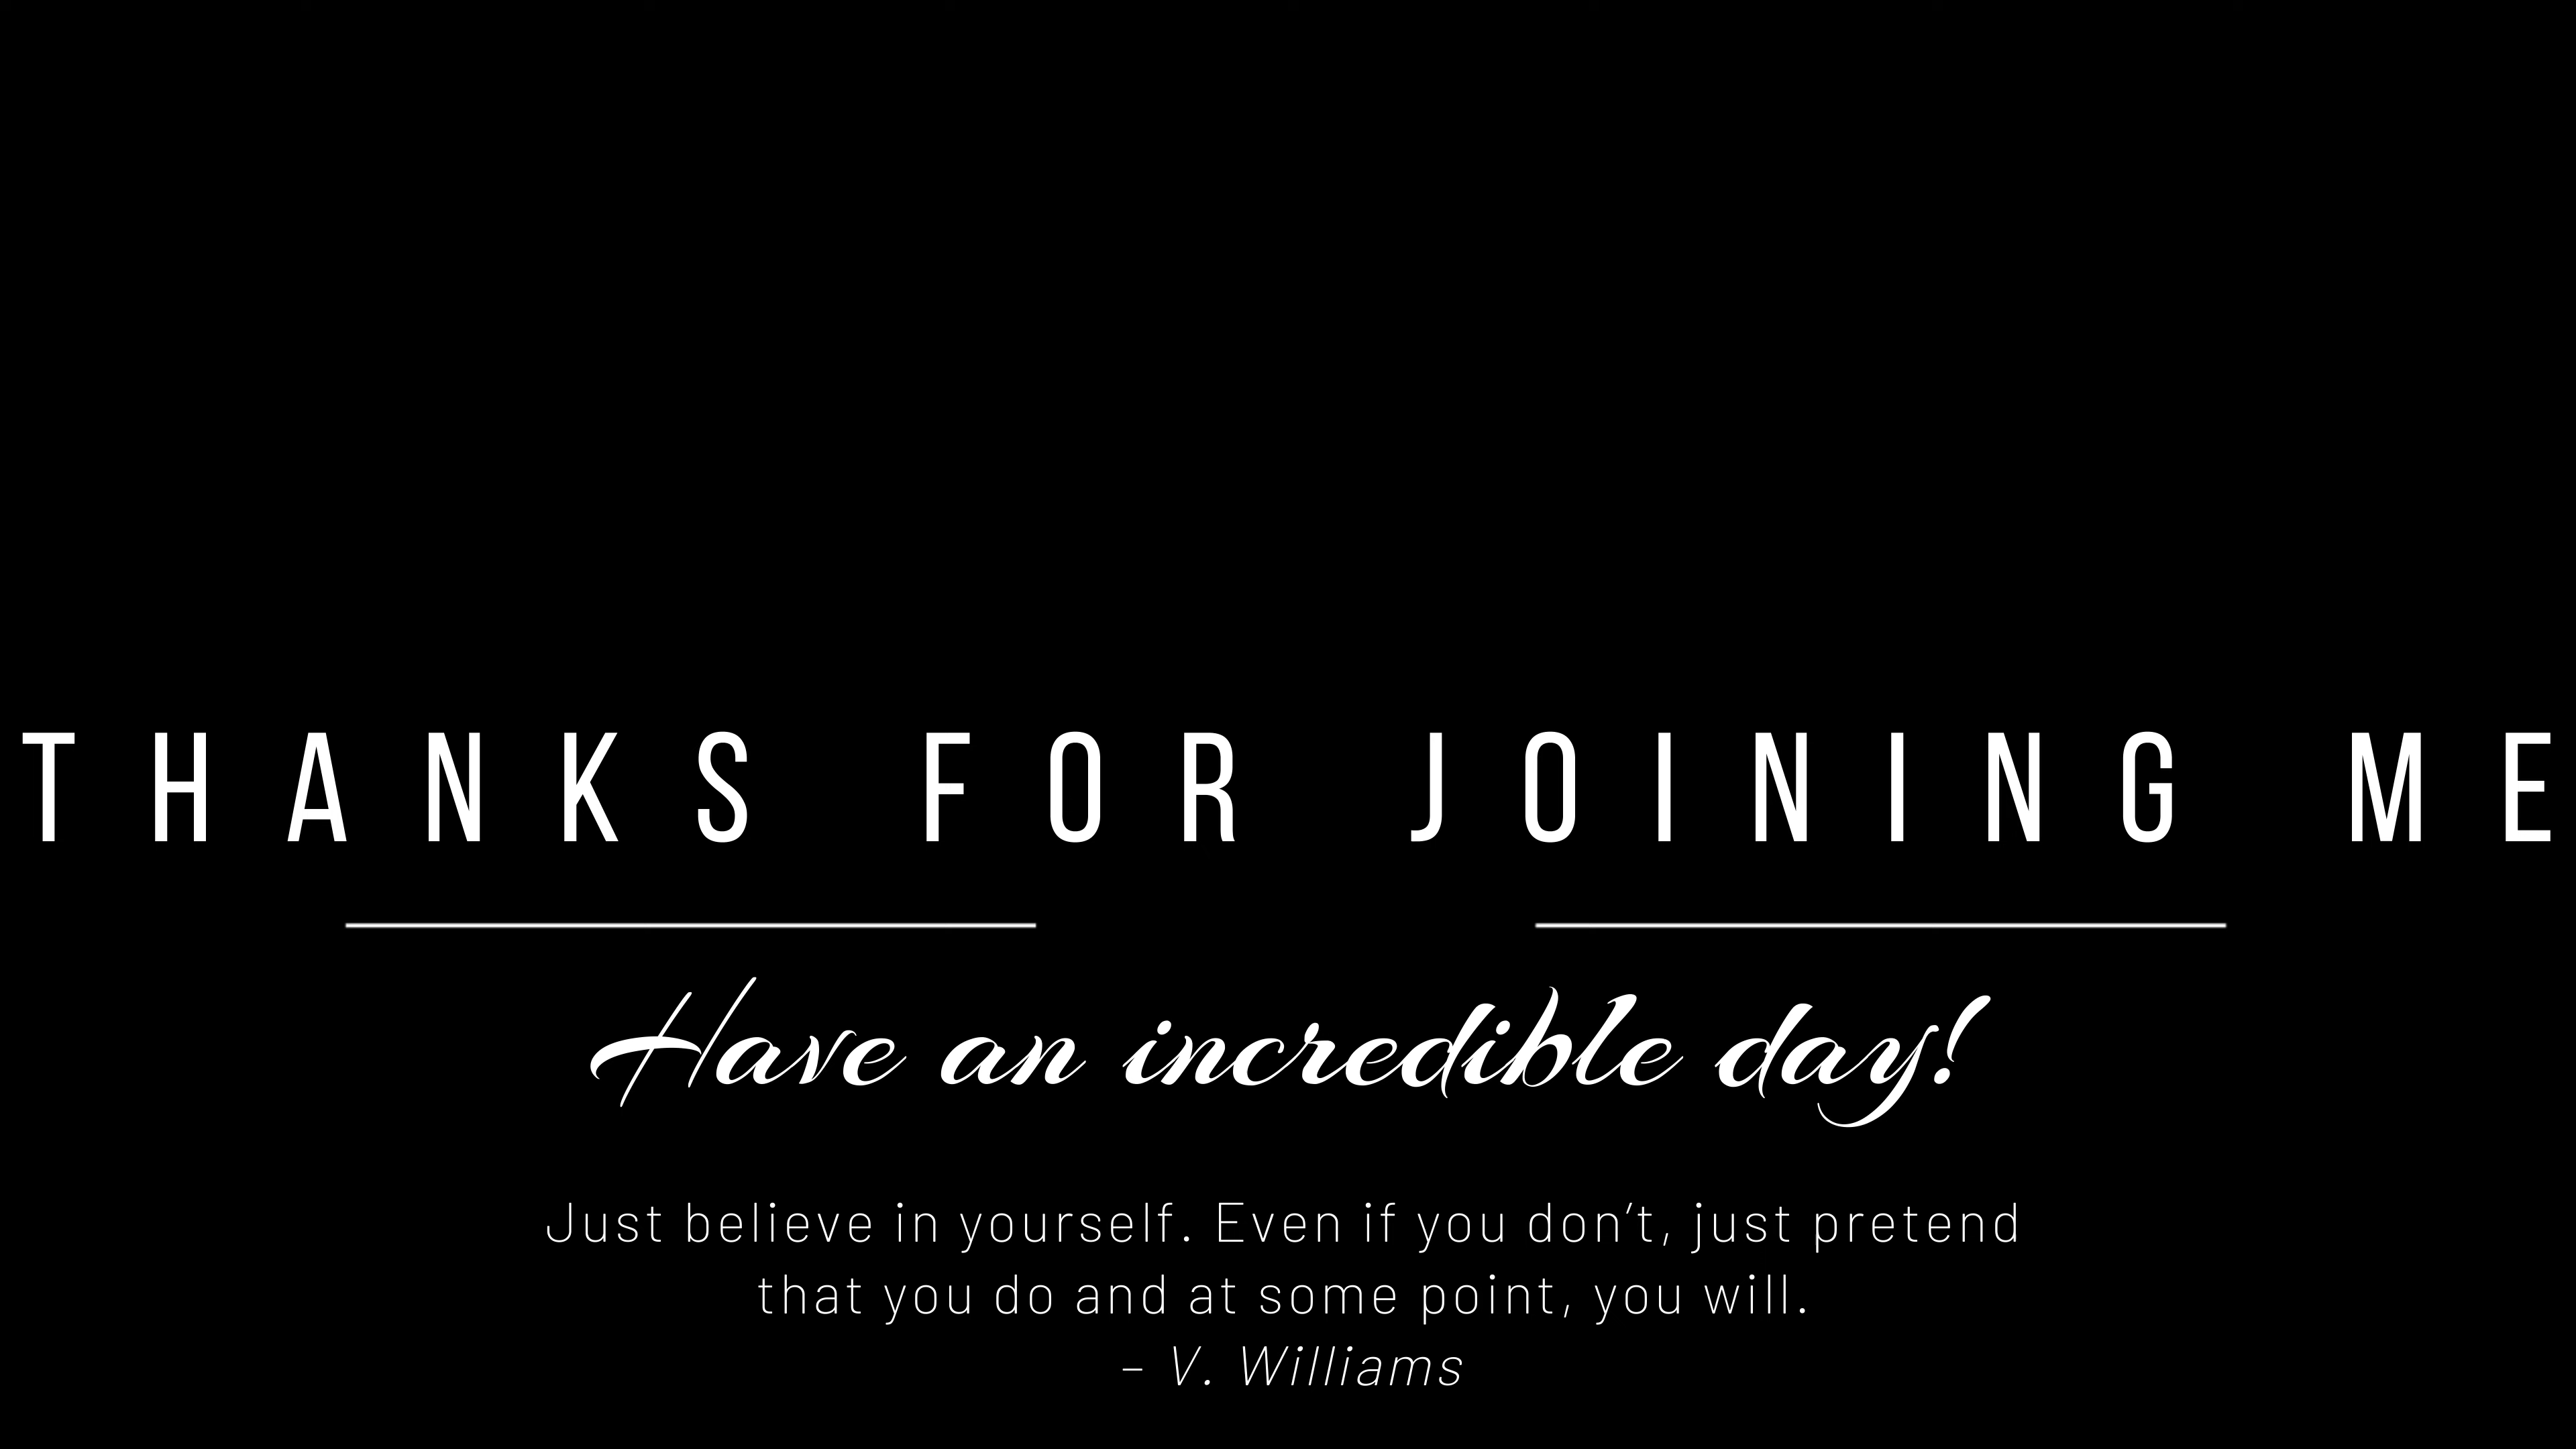 THANKS FOR JOINING ME
Have an incredible day!
Just believe in yourself. Even if you don’t, just pretend
that you do and at some point, you will.
– V. Williams